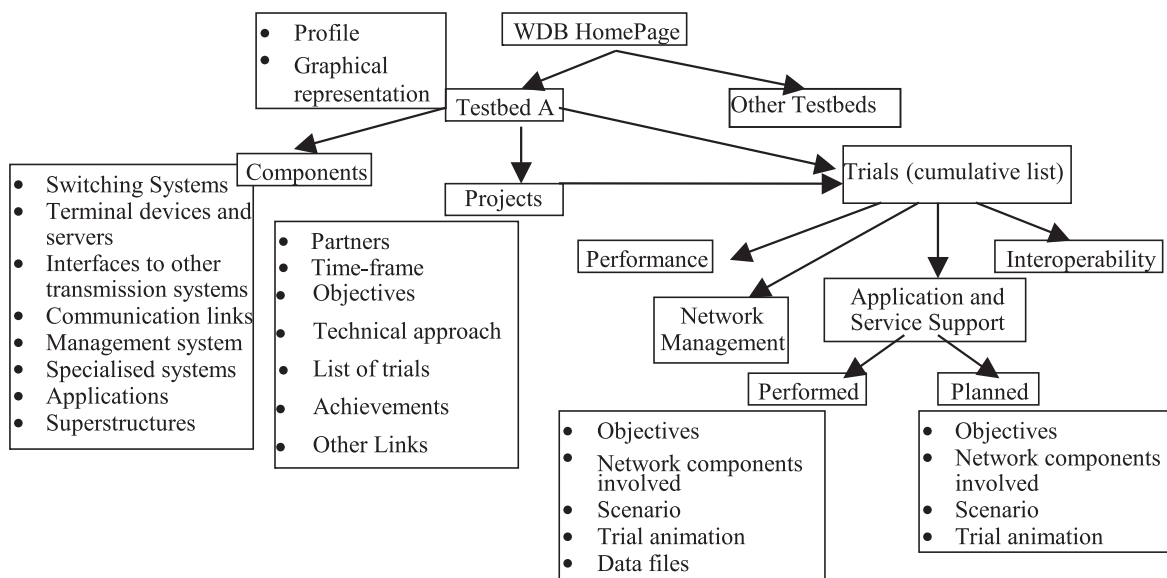 • Profile
• Graphical
representation
WDB HomePage
Testbed A
Other Testbeds
Components
Projects
Trials (cumulative list)
• Switching Systems
• Terminal devices and
servers
• Interfaces to other
transmission systems
• Communication links
• Management system
• Specialised systems
• Applications
• Superstructures
• Partners
• Time-frame
• Objectives
• Technical approach
• List of trials
• Achievements
• Other Links
Performance
Network
Management
Application and
Service Support
Interoperability
Performed
Planned
• Objectives
• Network components
involved
• Scenario
• Trial animation
• Data files
• Objectives
• Network components
involved
• Scenario
• Trial animation